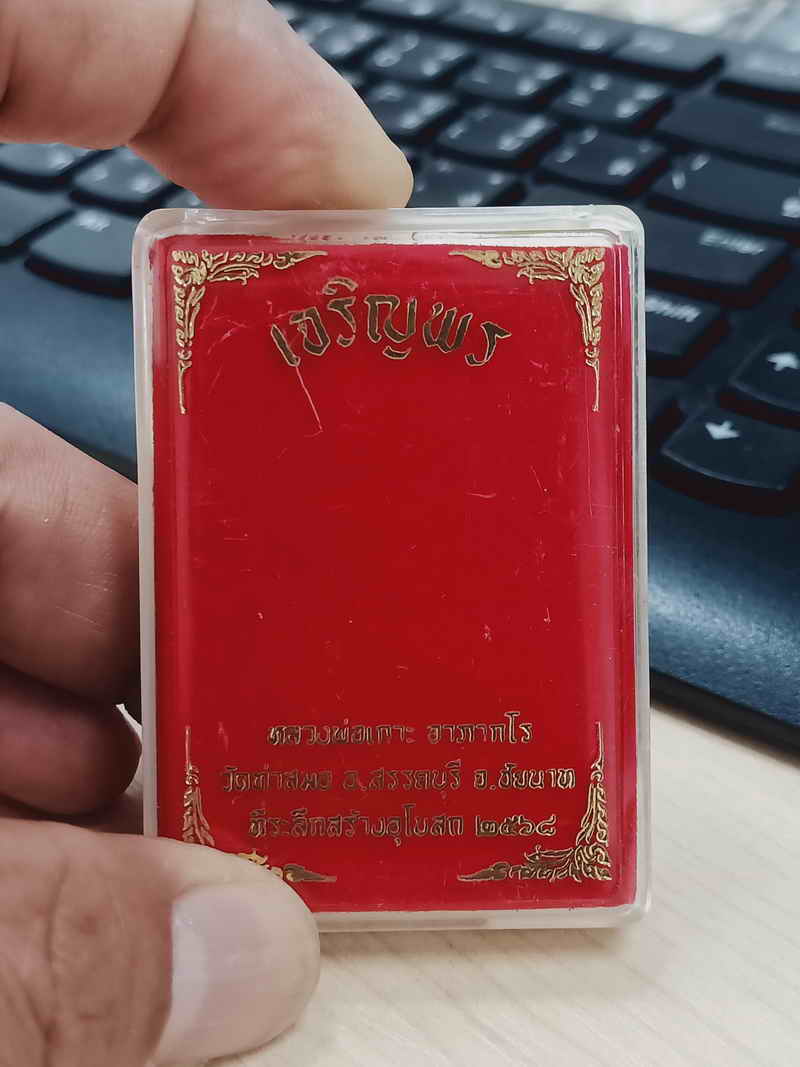 เจริญพร
หลวงพ่อเกาะ อาภากโร
วัดท่าสมอ อ.สรรคบุรี จ.ชัยนาท
ที่ระลึกสร้างอุโบสถ ๒๕๖๘
Enter
Shift